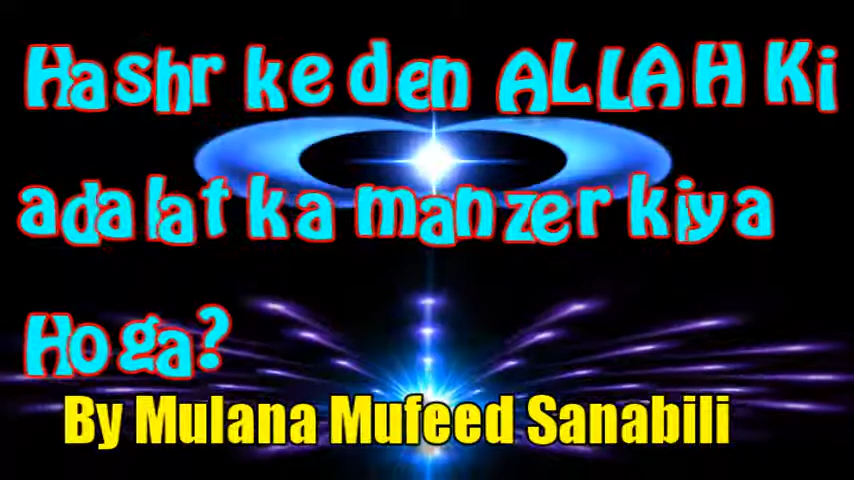 Hashr ke den ALLAH Ki
adalat ka manzer kiya
Hoga?
By Mulana Mufeed Sanabili